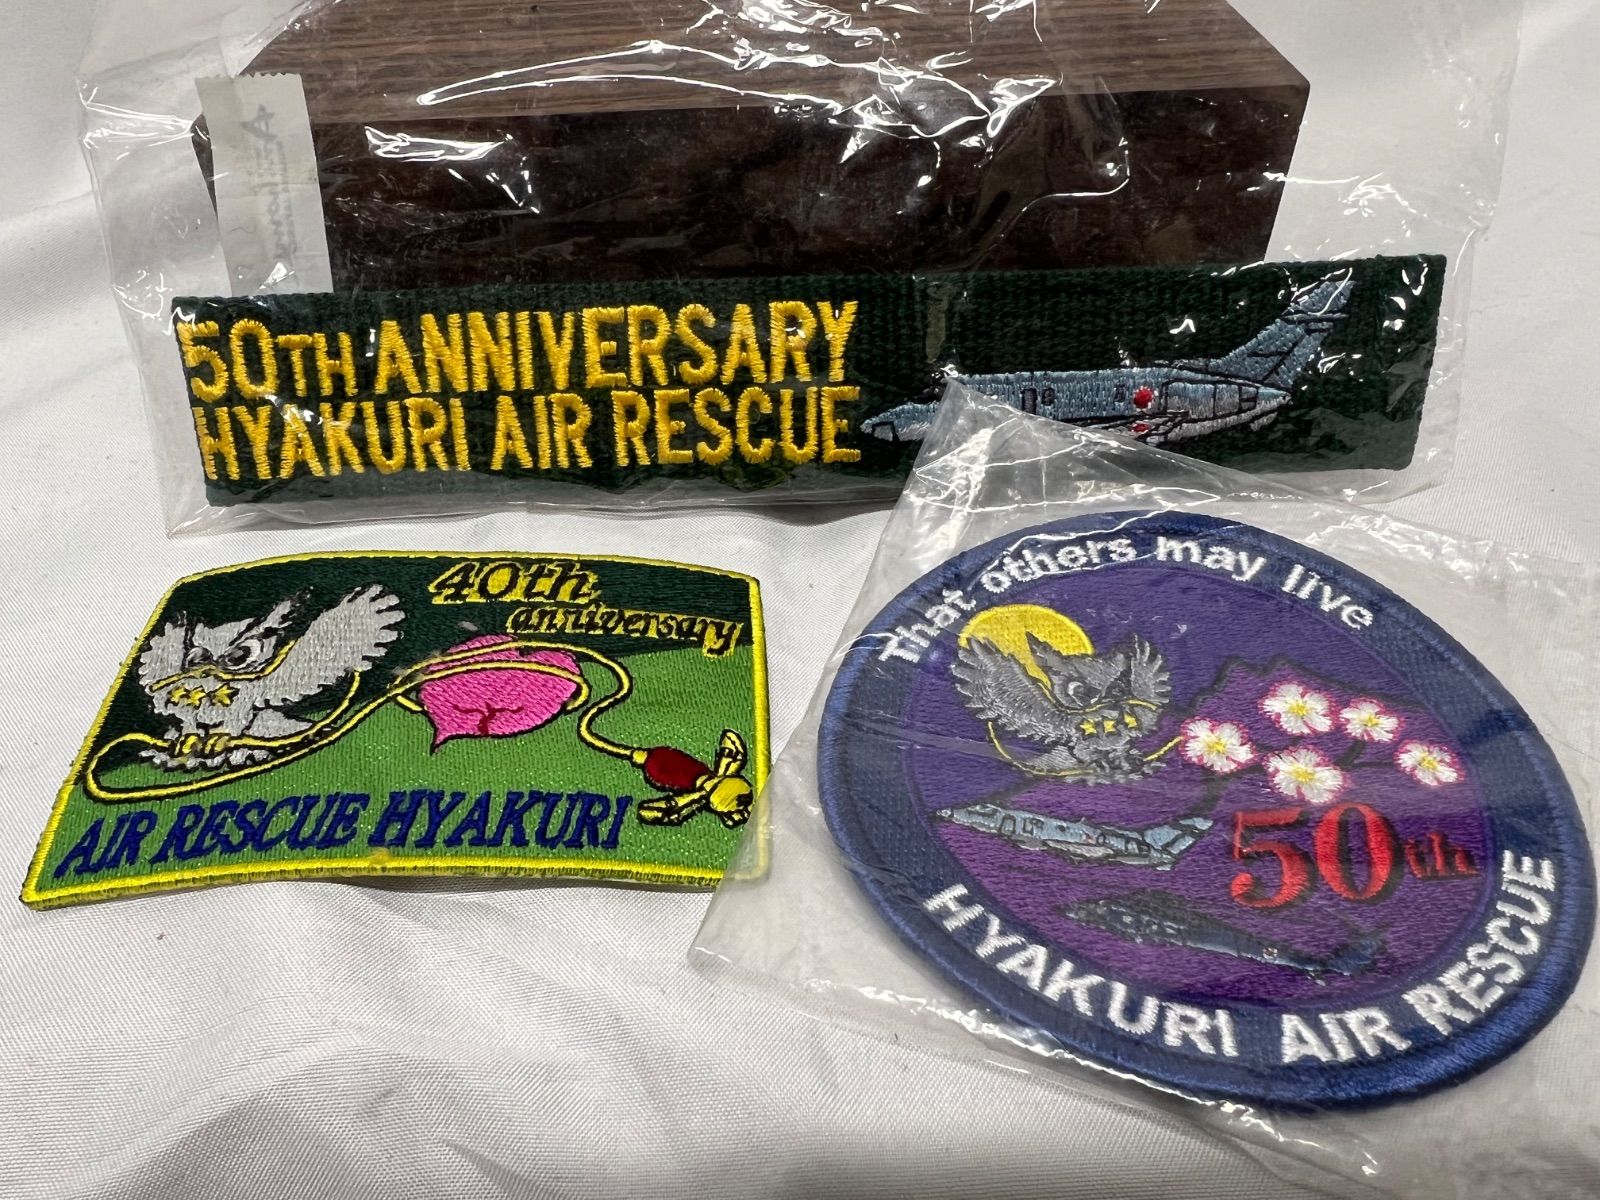 50TH ANNIVERSARY
HYAKURI AIR RESCUE
40th
anniversary
AIR RESCUE HYAKURI
That others may live
50th
HYAKURI AIR RESCUE